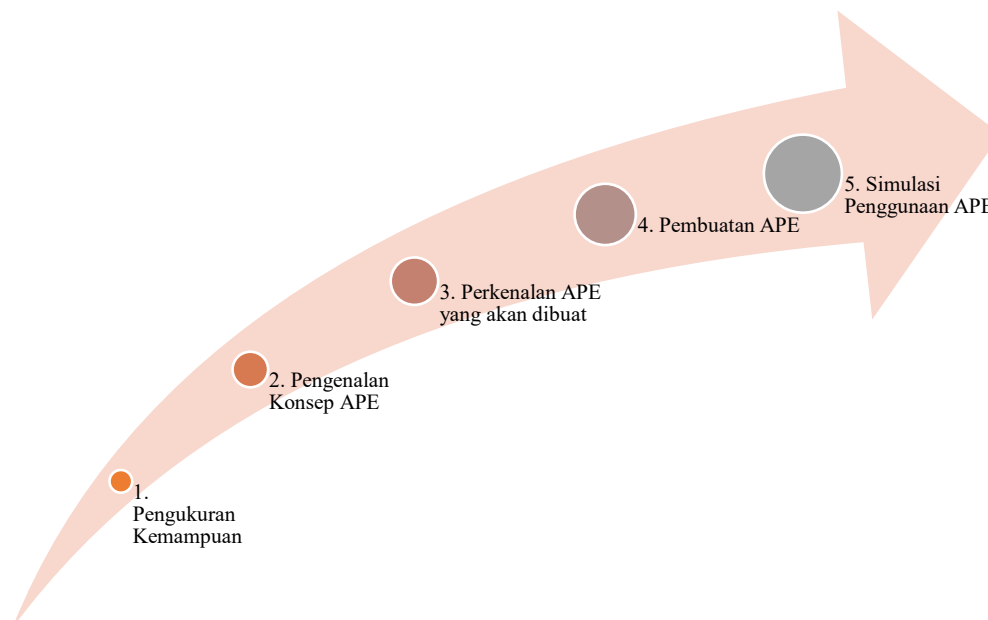 1.
Pengukuran
Kemampuan
2. Pengenalan
Konsep APE
3. Perkenalan APE
yang akan dibuat
4. Pembuatan APE
5. Simulasi
Penggunaan APE